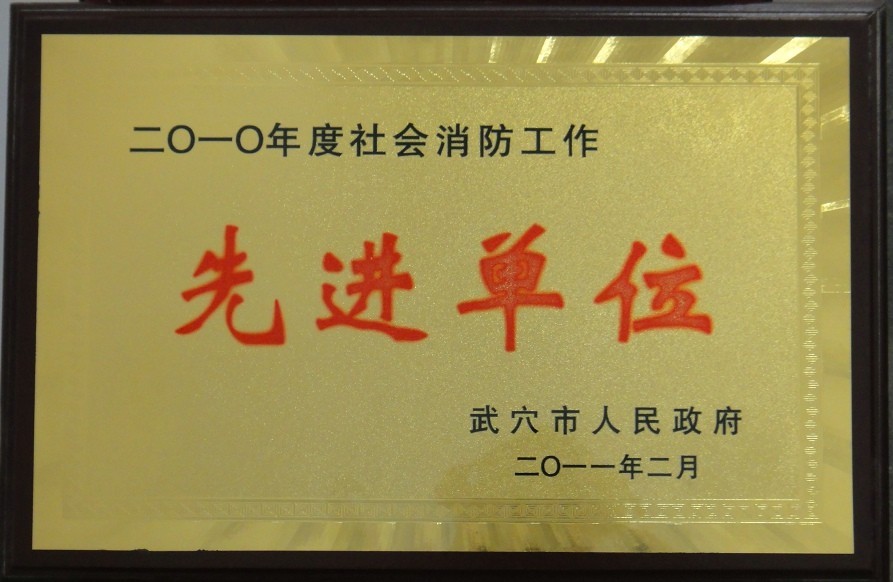 二〇一〇年度社会消防工作
先进单位
武穴市人民政府
二〇一一年二月